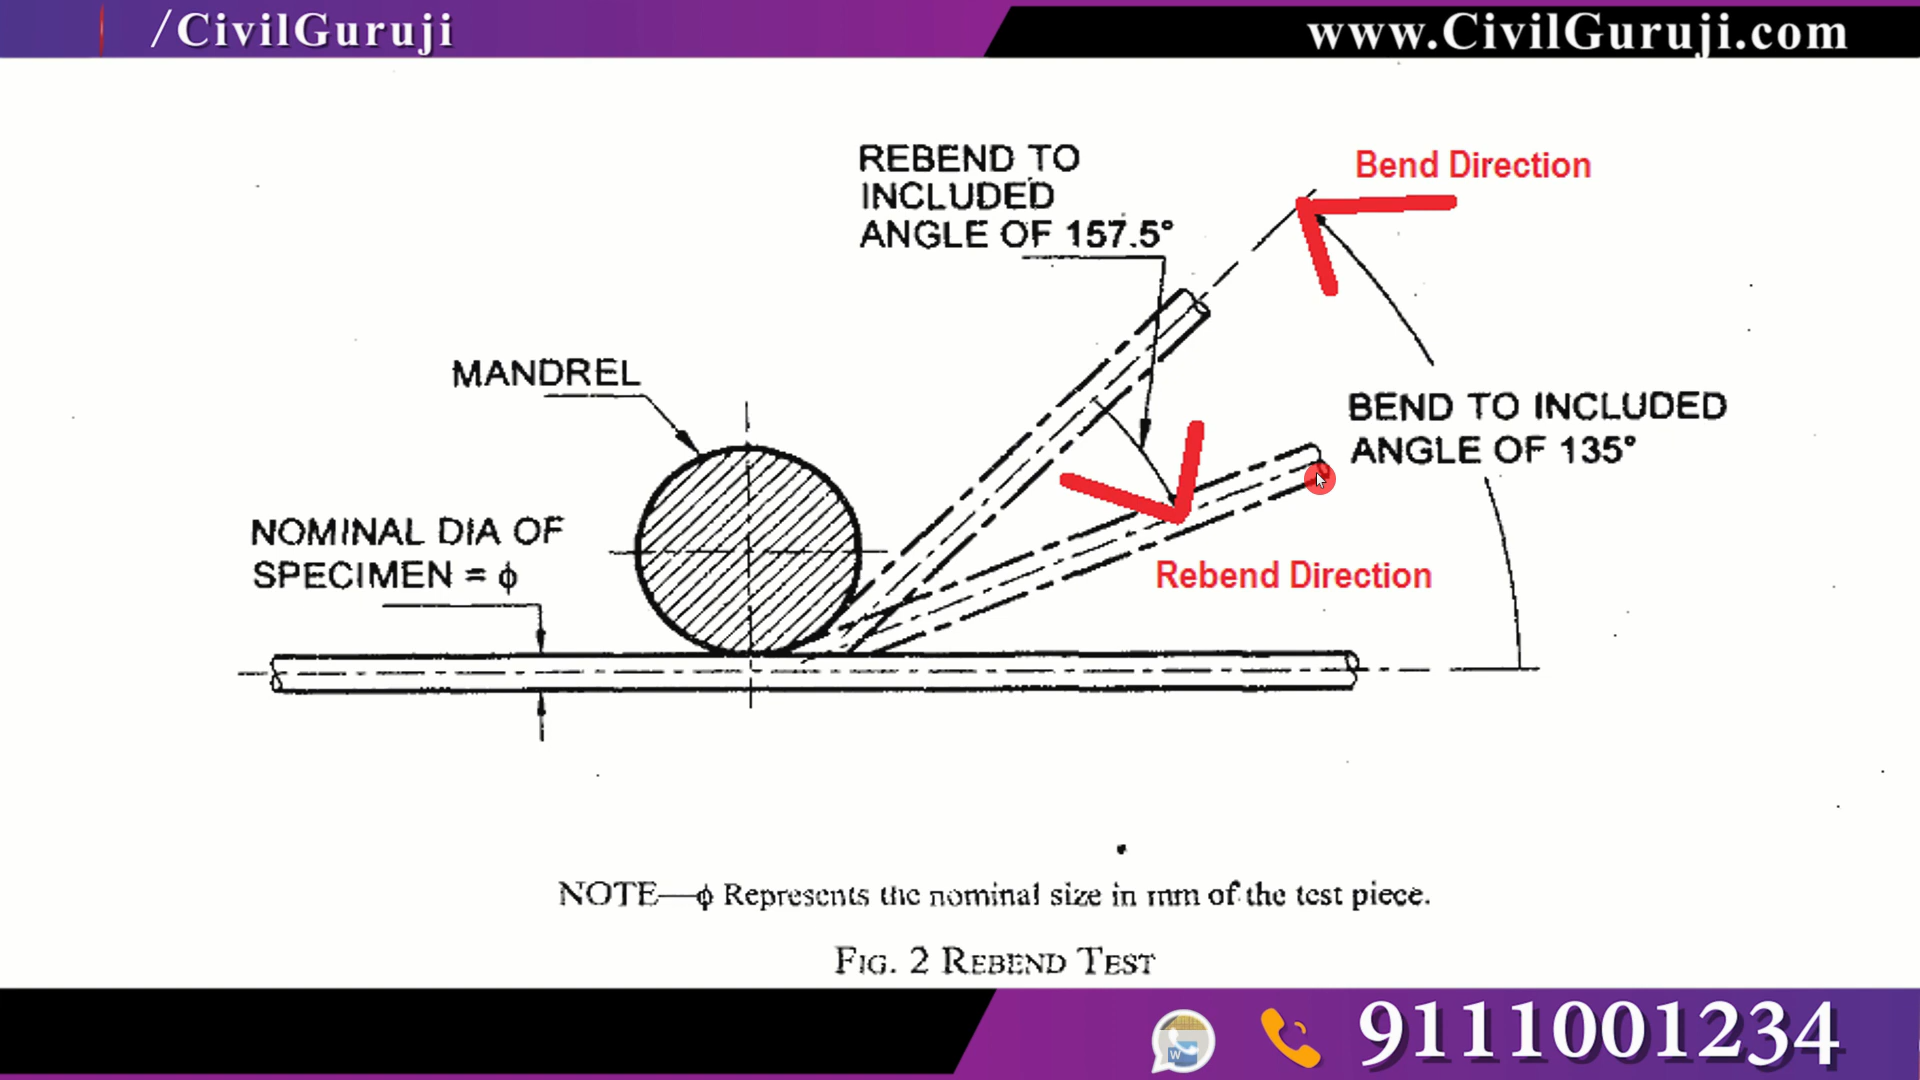 /CivilGuruji
www.CivilGuruji.com
REBEND TO
INCLUDED
ANGLE OF 157.5°
Bend Direction
MANDREL
BEND TO INCLUDED
ANGLE OF 135°
NOMINAL DIA OF
SPECIMEN = ϕ
Rebend Direction
NOTE—ϕ Represents the nominal size in mm of the test piece.
FIG. 2 REBEND TEST
W
9111001234